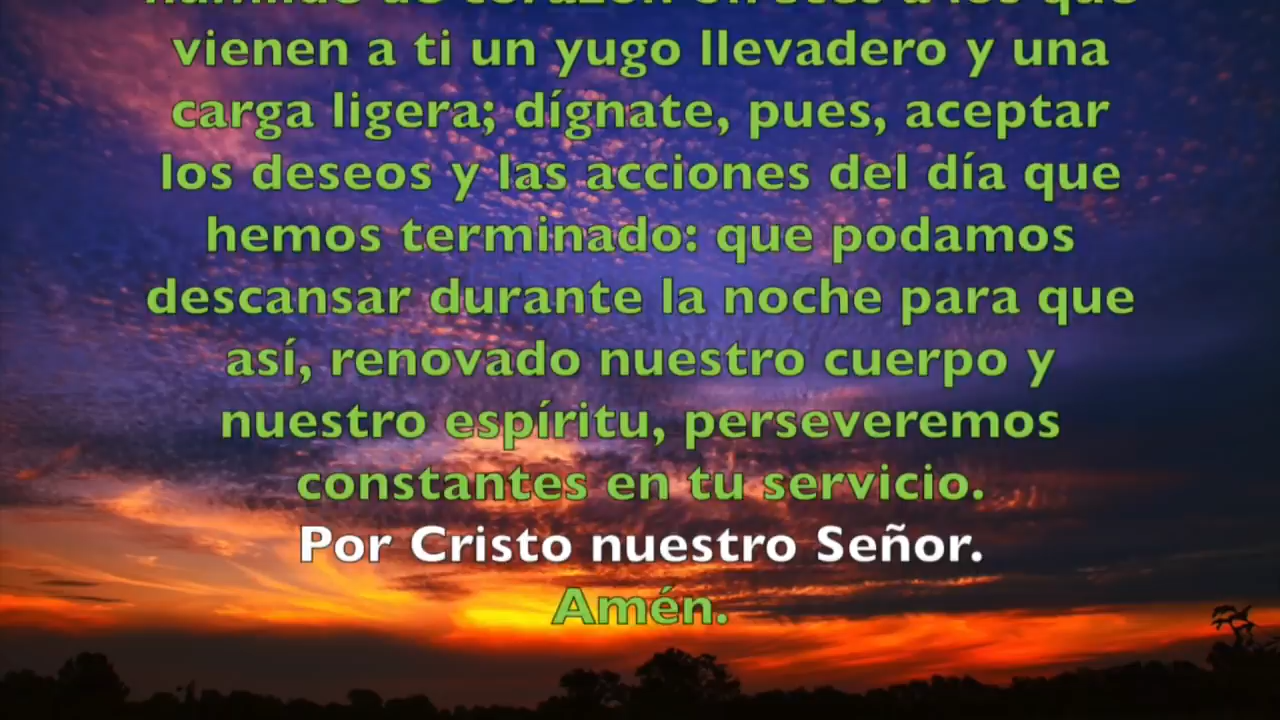 vienen a ti un yugo llevadero y una
carga ligera; dígnate, pues, aceptar
los deseos y las acciones del día que
hemos terminado: que podamos
descansar durante la noche para que
así, renovado nuestro cuerpo y
nuestro espíritu, perseveremos
constantes en tu servicio.
Por Cristo nuestro Señor.
Amén.